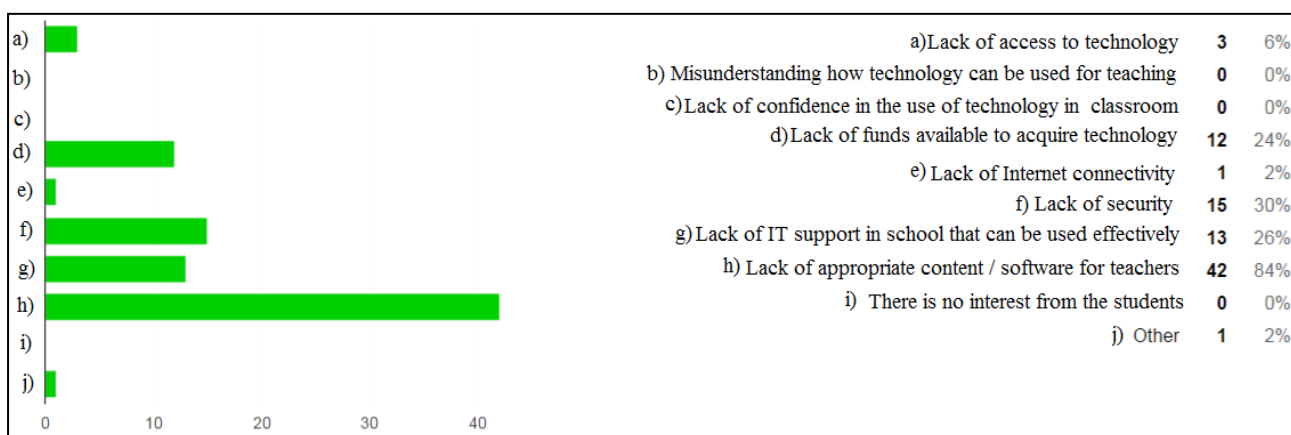 a)
b)
c)
d)
e)
f)
g)
h)
i)
j)
0 10 20 30 40
a)Lack of access to technology 3 6%
b) Misunderstanding how technology can be used for teaching 0 0%
c)Lack of confidence in the use of technology in classroom 0 0%
d)Lack of funds available to acquire technology 12 24%
e) Lack of Internet connectivity 1 2%
f) Lack of security 15 30%
g)Lack of IT support in school that can be used effectively 13 26%
h) Lack of appropriate content / software for teachers 42 84%
i) There is no interest from the students 0 0%
j) Other 1 2%